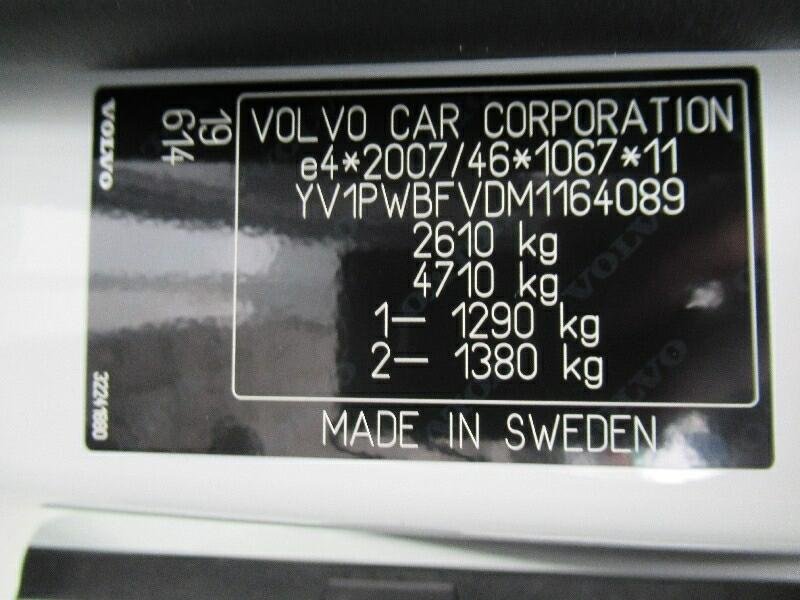 VOLVO
19
614
VOLVO CAR CORPORATION
e4*2007/46*1067*11
YV1PWBFVDM1164089
2610 kg
4710 kg
1— 1290 kg
2— 1380 kg
MADE IN SWEDEN
32241880